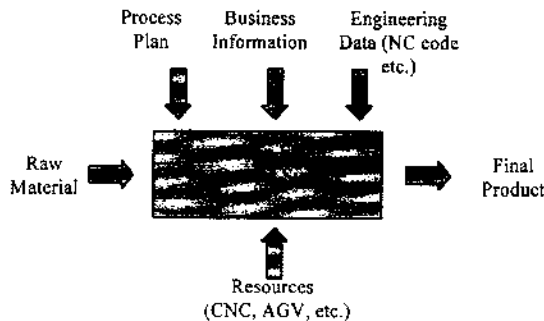 Process
Plan
Business
Information
Engineering
Data (NC code
etc.)
Raw
Material
Final
Product
Resources
(CNC, AGV, etc.)